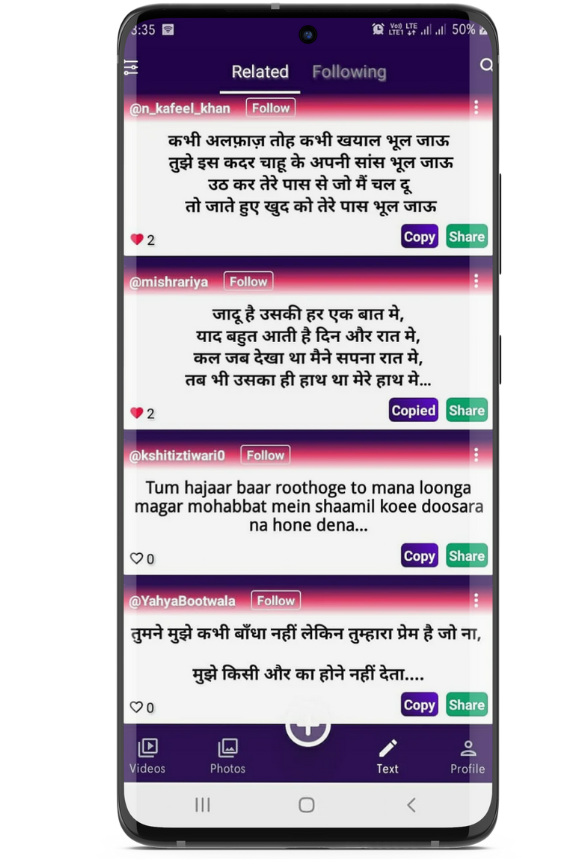 3:35
Vo)) LTE
LTE1
50%
Related Following
@n_kafeel_khan Follow
कभी अलफ़ाज़ तोह कभी खयाल भूल जाऊ
तुझे इस कदर चाहू के अपनी सांस भूल जाऊ
उठ कर तेरे पास से जो मैं चल दू
तो जाते हुए खुद को तेरे पास भूल जाऊ
2 Copy Share
@mishrariya Follow
जादू है उसकी हर एक बात मे,
याद बहुत आती है दिन और रात मे,
कल जब देखा था मैने सपना रात मे,
तब भी उसका ही हाथ था मेरे हाथ मे...
2 Copied Share
@kshitiztiwari0 Follow
Tum hajaar baar roothoge to mana loonga
magar mohabbat mein shaamil koee doosara
na hone dena...
0 Copy Share
@YahyaBootwala Follow
तुमने मुझे कभी बाँधा नहीं लेकिन तुम्हारा प्रेम है जो ना,
मुझे किसी और का होने नहीं देता....
0 Copy Share
Videos Photos Text Profile